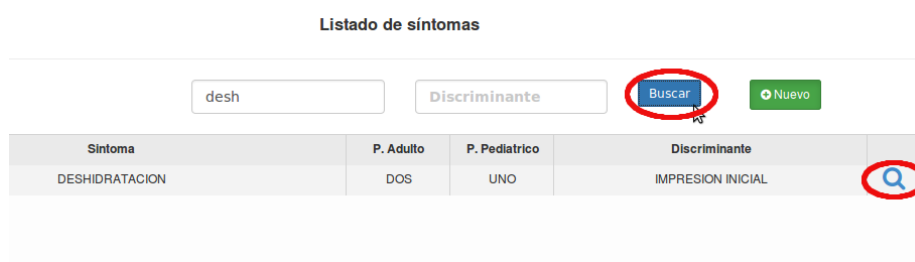 Listado de síntomas
desh Discriminante Buscar Nuevo
Sintoma P. Adulto P. Pediatrico Discriminante
DESHIDRATACION DOS UNO IMPRESION INICIAL